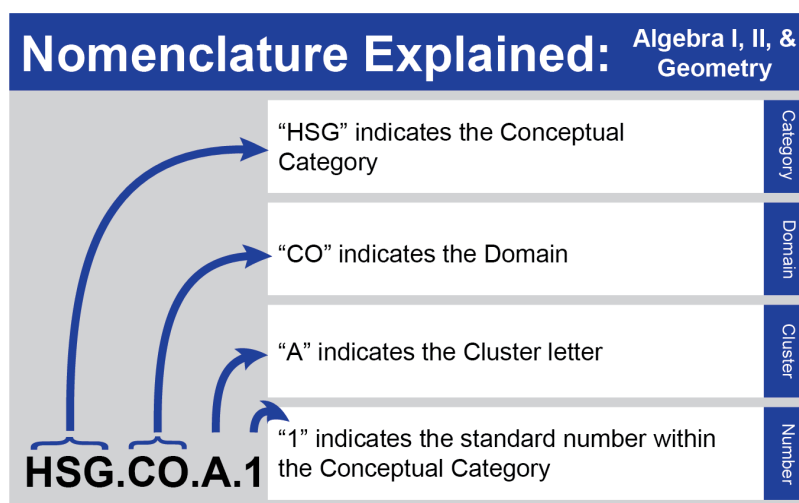 Nomenclature Explained:
Algebra I, II, &
Geometry
“HSG” indicates the Conceptual
Category
Category
“CO” indicates the Domain
Domain
“A” indicates the Cluster letter
Cluster
“1” indicates the standard number within
the Conceptual Category
Number
HSG.CO.A.1